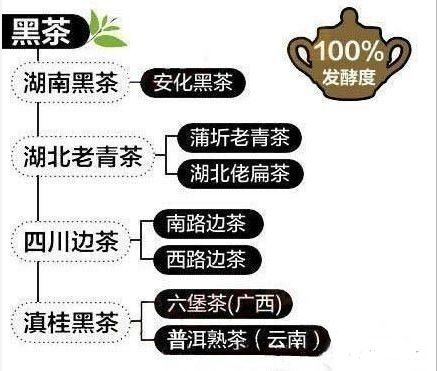 黑茶
100%
发酵度
湖南黑茶
安化黑茶
湖北老青茶
蒲圻老青茶
湖北佬扁茶
四川边茶
南路边茶
西路边茶
滇桂黑茶
六堡茶(广西)
普洱熟茶（云南）